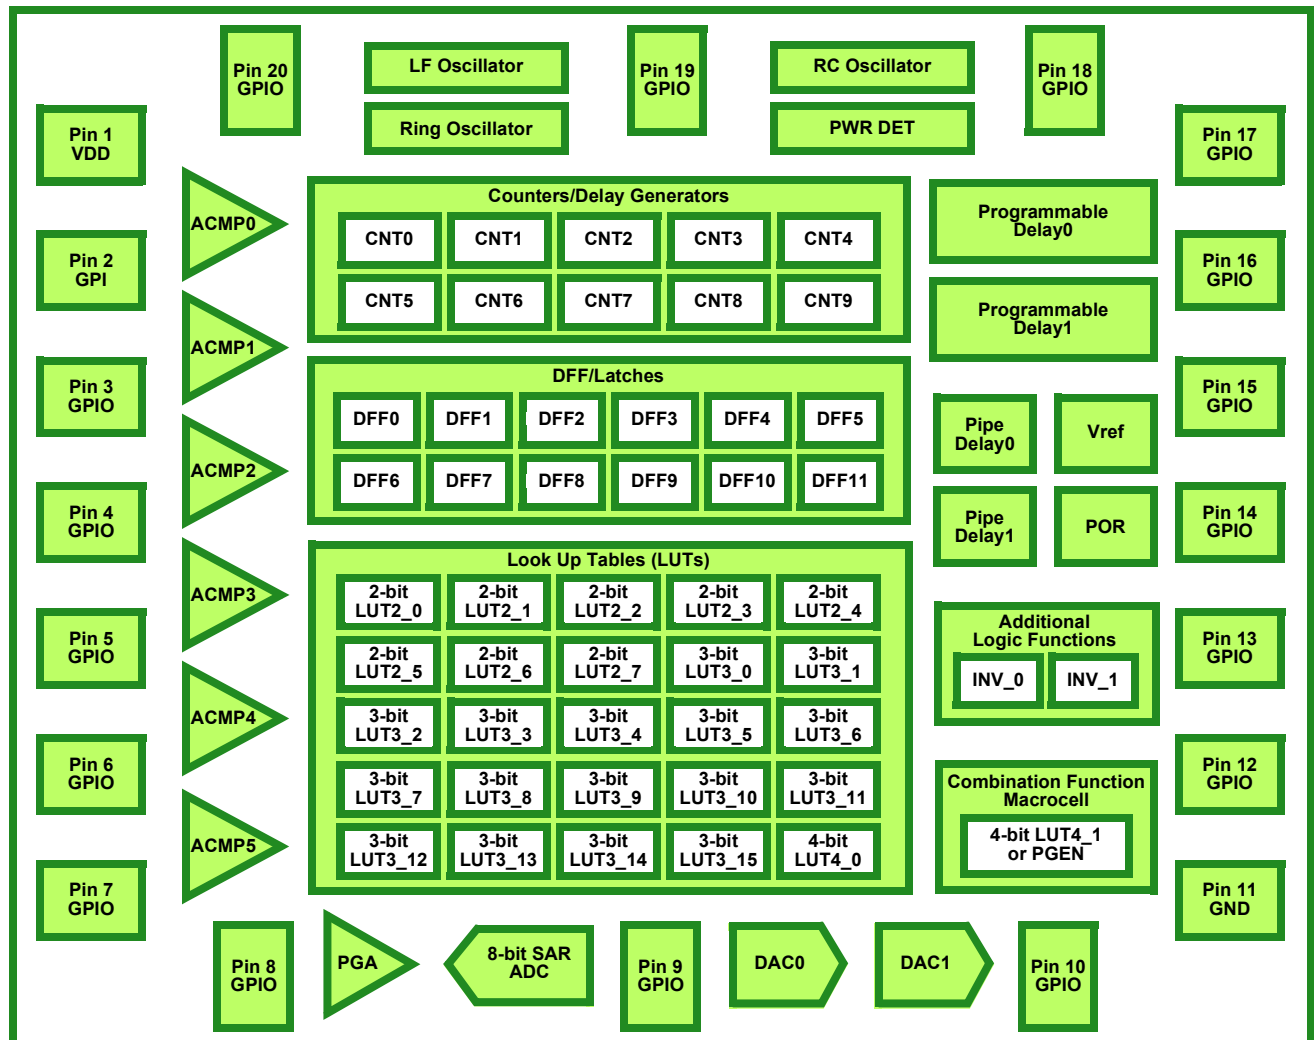 Pin 20
GPIO
LF Oscillator
Ring Oscillator
Pin 19
GPIO
RC Oscillator
PWR DET
Pin 18
GPIO
Pin 1
VDD
Pin 2
GPI
Pin 3
GPIO
Pin 4
GPIO
Pin 5
GPIO
Pin 6
GPIO
Pin 7
GPIO
ACMP0
ACMP1
ACMP2
ACMP3
ACMP4
ACMP5
Counters/Delay Generators
CNT0 CNT1 CNT2 CNT3 CNT4
CNT5 CNT6 CNT7 CNT8 CNT9
DFF/Latches
DFF0 DFF1 DFF2 DFF3 DFF4 DFF5
DFF6 DFF7 DFF8 DFF9 DFF10 DFF11
Look Up Tables (LUTs)
2-bit 2-bit 2-bit 2-bit 2-bit
LUT2_0 LUT2_1 LUT2_2 LUT2_3 LUT2_4
2-bit 2-bit 2-bit 3-bit 3-bit
LUT2_5 LUT2_6 LUT2_7 LUT3_0 LUT3_1
3-bit 3-bit 3-bit 3-bit 3-bit
LUT3_2 LUT3_3 LUT3_4 LUT3_5 LUT3_6
3-bit 3-bit 3-bit 3-bit 3-bit
LUT3_7 LUT3_8 LUT3_9 LUT3_10 LUT3_11
3-bit 3-bit 3-bit 3-bit 4-bit
LUT3_12 LUT3_13 LUT3_14 LUT3_15 LUT4_0
Programmable
Delay0
Programmable
Delay1
Pipe
Delay0
Vref
Pipe
Delay1
POR
Additional
Logic Functions
INV_0 INV_1
Combination Function
Macrocell
4-bit LUT4_1
or PGEN
Pin 17
GPIO
Pin 16
GPIO
Pin 15
GPIO
Pin 14
GPIO
Pin 13
GPIO
Pin 12
GPIO
Pin 11
GND
Pin 8
GPIO
PGA
8-bit SAR
ADC
Pin 9
GPIO
DAC0
DAC1
Pin 10
GPIO